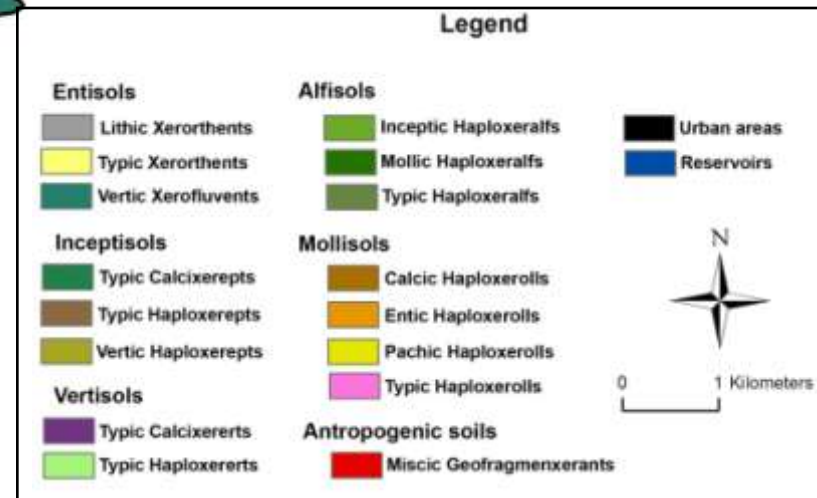 Legend
Entisols
Lithic Xerorthents
Typic Xerorthents
Vertic Xerofluvents
Inceptisols
Typic Calcixerepts
Typic Haploxerepts
Vertic Haploxerepts
Vertisols
Typic Calcixererts
Typic Haploxererts
Alfisols
Inceptic Haploxeralfs
Mollic Haploxeralfs
Typic Haploxeralfs
Mollisols
Calcic Haploxerolls
Entic Haploxerolls
Pachic Haploxerolls
Typic Haploxerolls
Antropogenic soils
Miscic Geofragmenxerants
Urban areas
Reservoirs
N
0 1 Kilometers